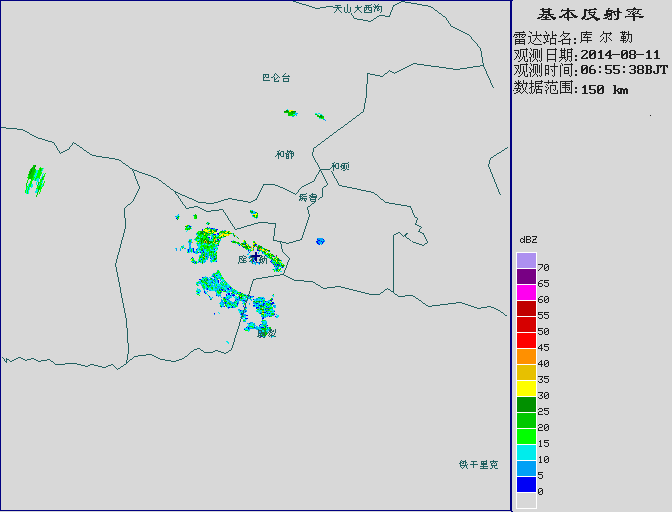 天山大西沟
巴仑台
和静
和硕
焉耆
库尔勒
尉犁
铁干里克
基本反射率
雷达站名:库 尔 勒
观测日期:2014-08-11
观测时间:06:55:38BJT
数据范围:150 km
dBZ
70
65
60
55
50
45
40
35
30
25
20
15
10
5
0